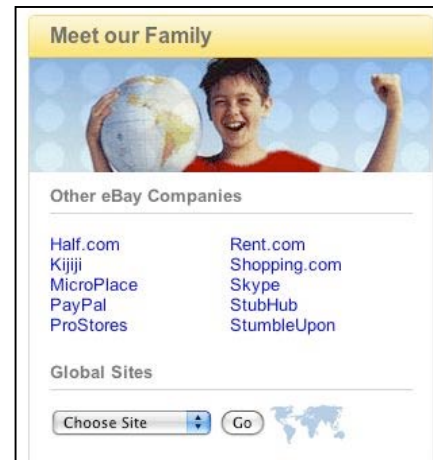 Meet our Family
Other eBay Companies
Half.com Rent.com
Kijiji Shopping.com
MicroPlace Skype
PayPal StubHub
ProStores StumbleUpon
Global Sites
Choose Site Go